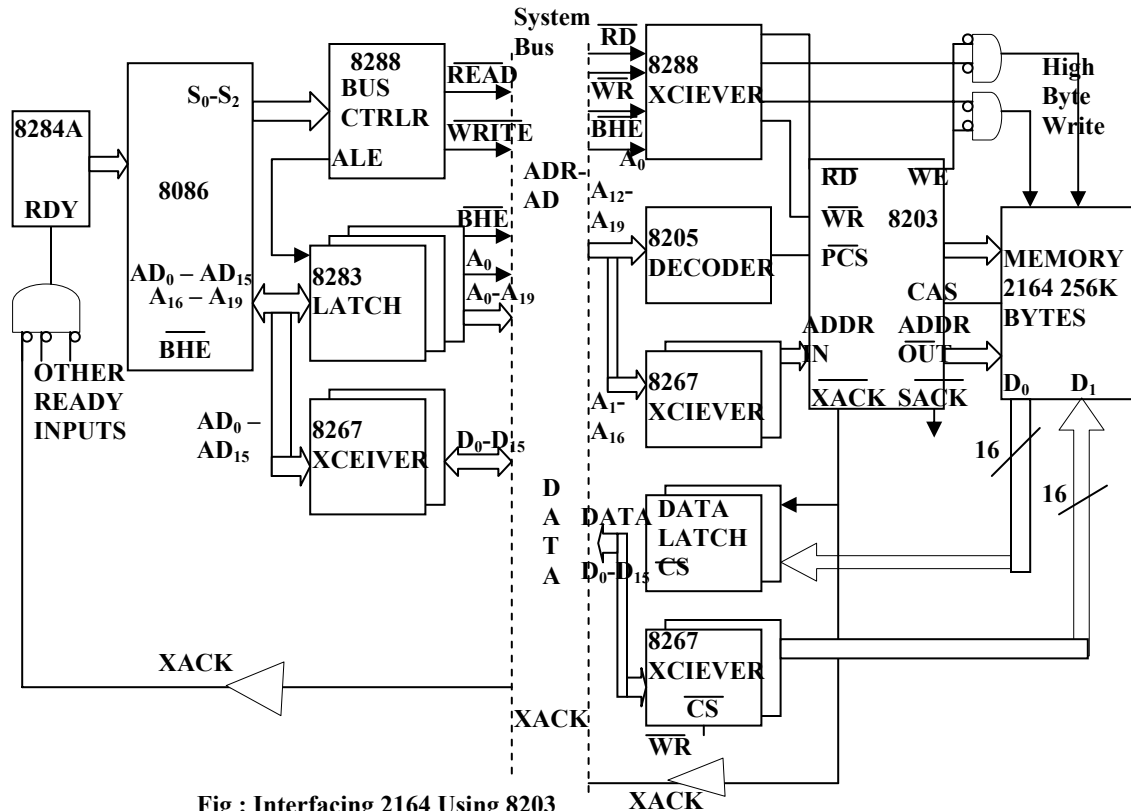 System
Bus
8288
BUS
CTRLR
READ
WRITE
ALE
S0-S2
8284A
RDY
8086
AD0 – AD15
A16 – A19
BHE
OTHER
READY
INPUTS
8283
LATCH
BHE
A0
A0-A19
AD0 –
AD15
8267
XCEIVER
D0-D15
ADR-
AD
D
A
T
A
XACK
XACK
RD
WR
BHE
A0
8288
XCIEVER
High
Byte
Write
A12-
A19
8205
DECODER
RD
WE
WR
8203
PCS
CAS
ADDR
IN
ADDR
OUT
XACK
SACK
MEMORY
2164 256K
BYTES
D0
D1
A1-
A16
8267
XCIEVER
16
16
DATA
D0-D15
DATA
LATCH
CS
8267
XCIEVER
CS
WR
XACK
Fig : Interfacing 2164 Using 8203